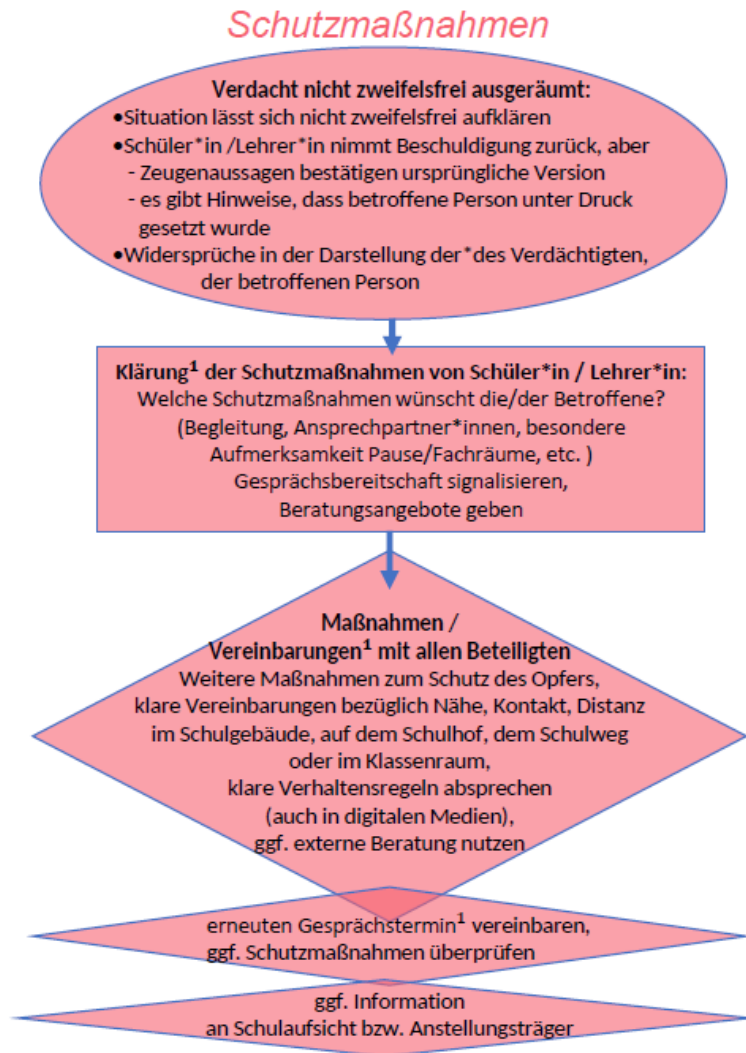 Schutzmaßnahmen
Verdacht nicht zweifelsfrei ausgeräumt:
•Situation lässt sich nicht zweifelsfrei aufklären
•Schüler*in /Lehrer*in nimmt Beschuldigung zurück, aber
- Zeugenaussagen bestätigen ursprüngliche Version
- es gibt Hinweise, dass betroffene Person unter Druck
gesetzt wurde
•Widersprüche in der Darstellung der*des Verdächtigten,
der betroffenen Person
Klärung¹ der Schutzmaßnahmen von Schüler*in / Lehrer*in:
Welche Schutzmaßnahmen wünscht die/der Betroffene?
(Begleitung, Ansprechpartner*innen, besondere
Aufmerksamkeit Pause/Fachräume, etc. )
Gesprächsbereitschaft signalisieren,
Beratungsangebote geben
Maßnahmen /
Vereinbarungen¹ mit allen Beteiligten
Weitere Maßnahmen zum Schutz des Opfers,
klare Vereinbarungen bezüglich Nähe, Kontakt, Distanz
im Schulgebäude, auf dem Schulhof, dem Schulweg
oder im Klassenraum,
klare Verhaltensregeln absprechen
(auch in digitalen Medien),
ggf. externe Beratung nutzen
erneuten Gesprächstermin¹ vereinbaren,
ggf. Schutzmaßnahmen überprüfen
ggf. Information
an Schulaufsicht bzw. Anstellungsträger